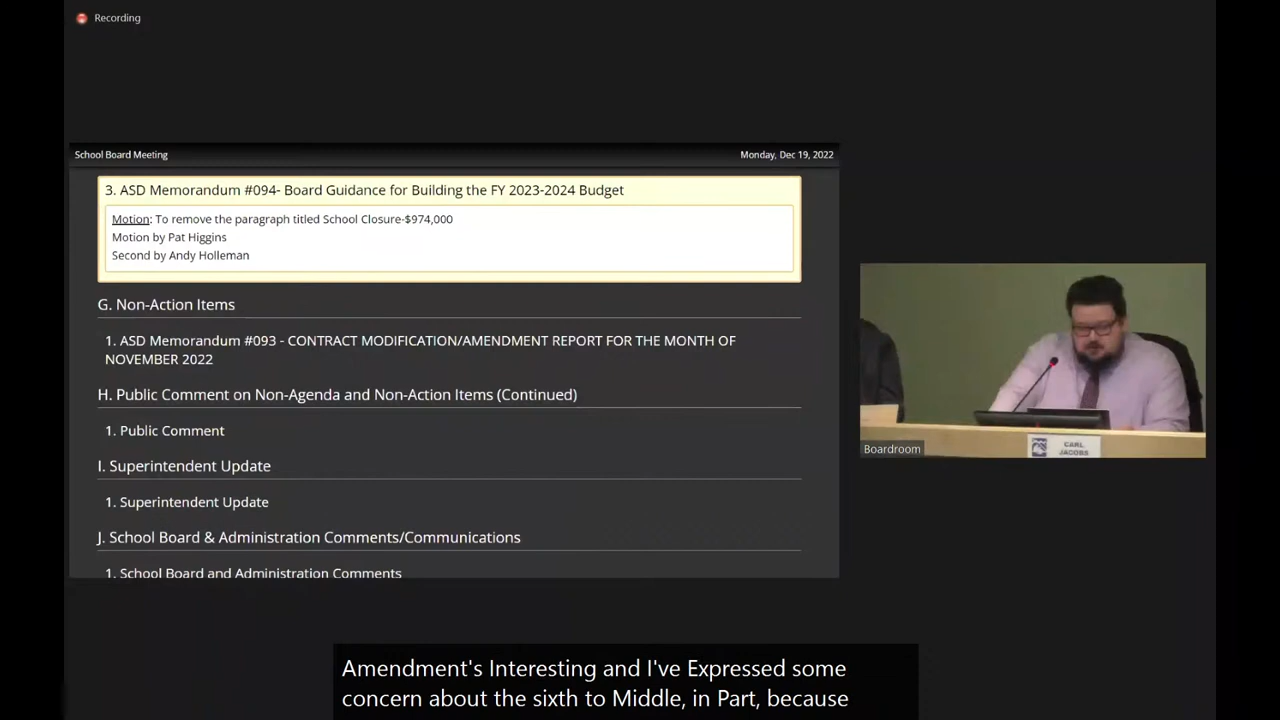 Recording
School Board Meeting
Monday, Dec 19, 2022
3. ASD Memorandum #094- Board Guidance for Building the FY 2023-2024 Budget
Motion: To remove the paragraph titled School Closure-$974,000
Motion by Pat Higgins
Second by Andy Holleman
G. Non-Action Items
1. ASD Memorandum #093 - CONTRACT MODIFICATION/AMENDMENT REPORT FOR THE MONTH OF
NOVEMBER 2022
H. Public Comment on Non-Agenda and Non-Action Items (Continued)
1. Public Comment
I. Superintendent Update
1. Superintendent Update
J. School Board & Administration Comments/Communications
1. School Board and Administration Comments
Boardroom
CARL
JACOBS
Amendment's Interesting and I've Expressed some
concern about the sixth to Middle, in Part, because